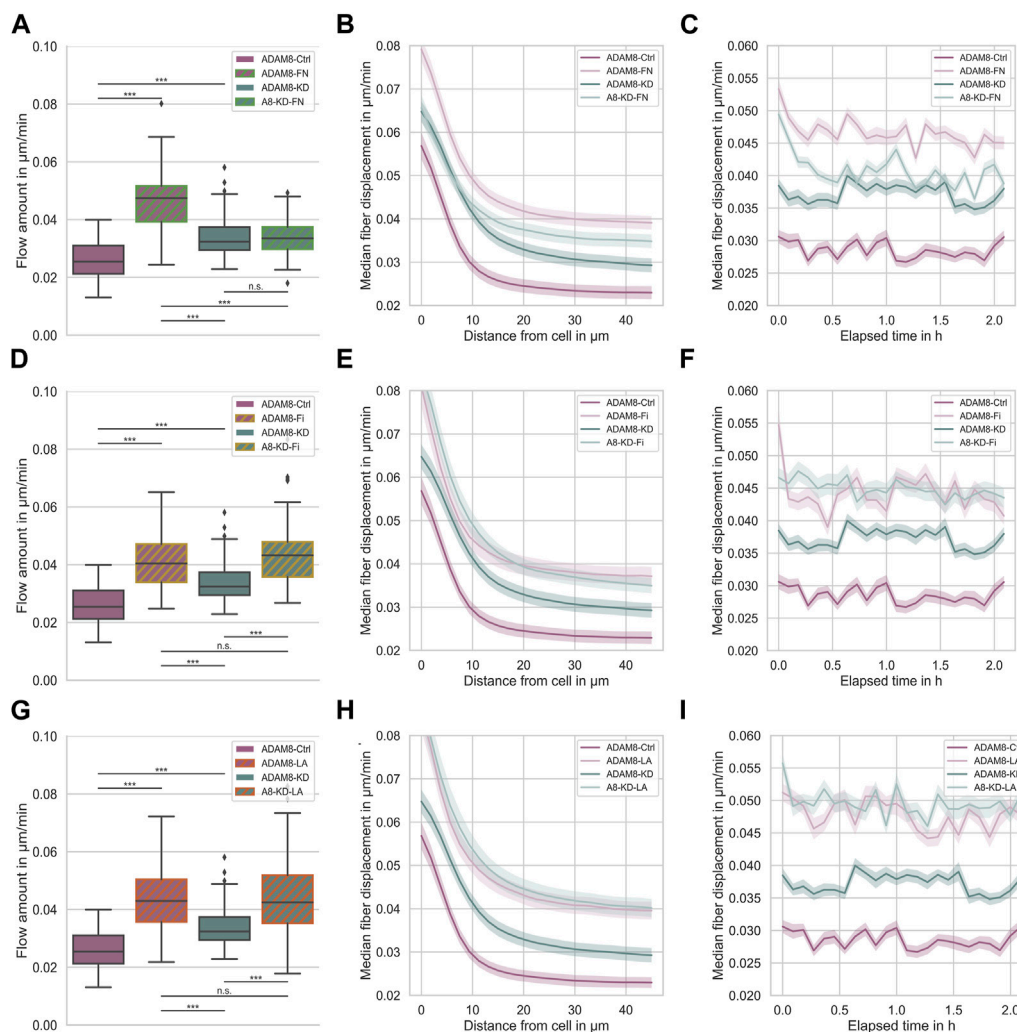 A
Flow amount in µm/min
0.10
0.08
0.06
0.04
0.02
0.00
ADAM8-Ctrl
ADAM8-FN
ADAM8-KD
A8-KD-FN
***
***
n.s.
***
***
B
Median fiber displacement in µm/min
0.08
0.07
0.06
0.05
0.04
0.03
0.02
ADAM8-Ctrl
ADAM8-FN
ADAM8-KD
A8-KD-FN
0 10 20 30 40
Distance from cell in µm
C
Median fiber displacement in µm/min
0.060
0.055
0.050
0.045
0.040
0.035
0.030
0.025
0.020
ADAM8-Ctrl
ADAM8-FN
ADAM8-KD
A8-KD-FN
0.0 0.5 1.0 1.5 2.0
Elapsed time in h
D
Flow amount in µm/min
0.10
0.08
0.06
0.04
0.02
0.00
ADAM8-Ctrl
ADAM8-Fi
ADAM8-KD
A8-KD-Fi
***
***
***
n.s.
***
E
Median fiber displacement in µm/min
0.08
0.07
0.06
0.05
0.04
0.03
0.02
ADAM8-Ctrl
ADAM8-Fi
ADAM8-KD
A8-KD-Fi
0 10 20 30 40
Distance from cell in µm
F
Median fiber displacement in µm/min
0.060
0.055
0.050
0.045
0.040
0.035
0.030
0.025
0.020
ADAM8-Ctrl
ADAM8-Fi
ADAM8-KD
A8-KD-Fi
0.0 0.5 1.0 1.5 2.0
Elapsed time in h
G
Flow amount in µm/min
0.10
0.08
0.06
0.04
0.02
0.00
ADAM8-Ctrl
ADAM8-LA
ADAM8-KD
A8-KD-LA
***
***
***
n.s.
***
H
Median fiber displacement in µm/min
0.08
0.07
0.06
0.05
0.04
0.03
0.02
ADAM8-Ctrl
ADAM8-LA
ADAM8-KD
A8-KD-LA
0 10 20 30 40
Distance from cell in µm
I
Median fiber displacement in µm/min
0.060
0.055
0.050
0.045
0.040
0.035
0.030
0.025
0.020
ADAM8-Ct
ADAM8-LA
ADAM8-KD
A8-KD-LA
0.0 0.5 1.0 1.5 2.0
Elapsed time in h